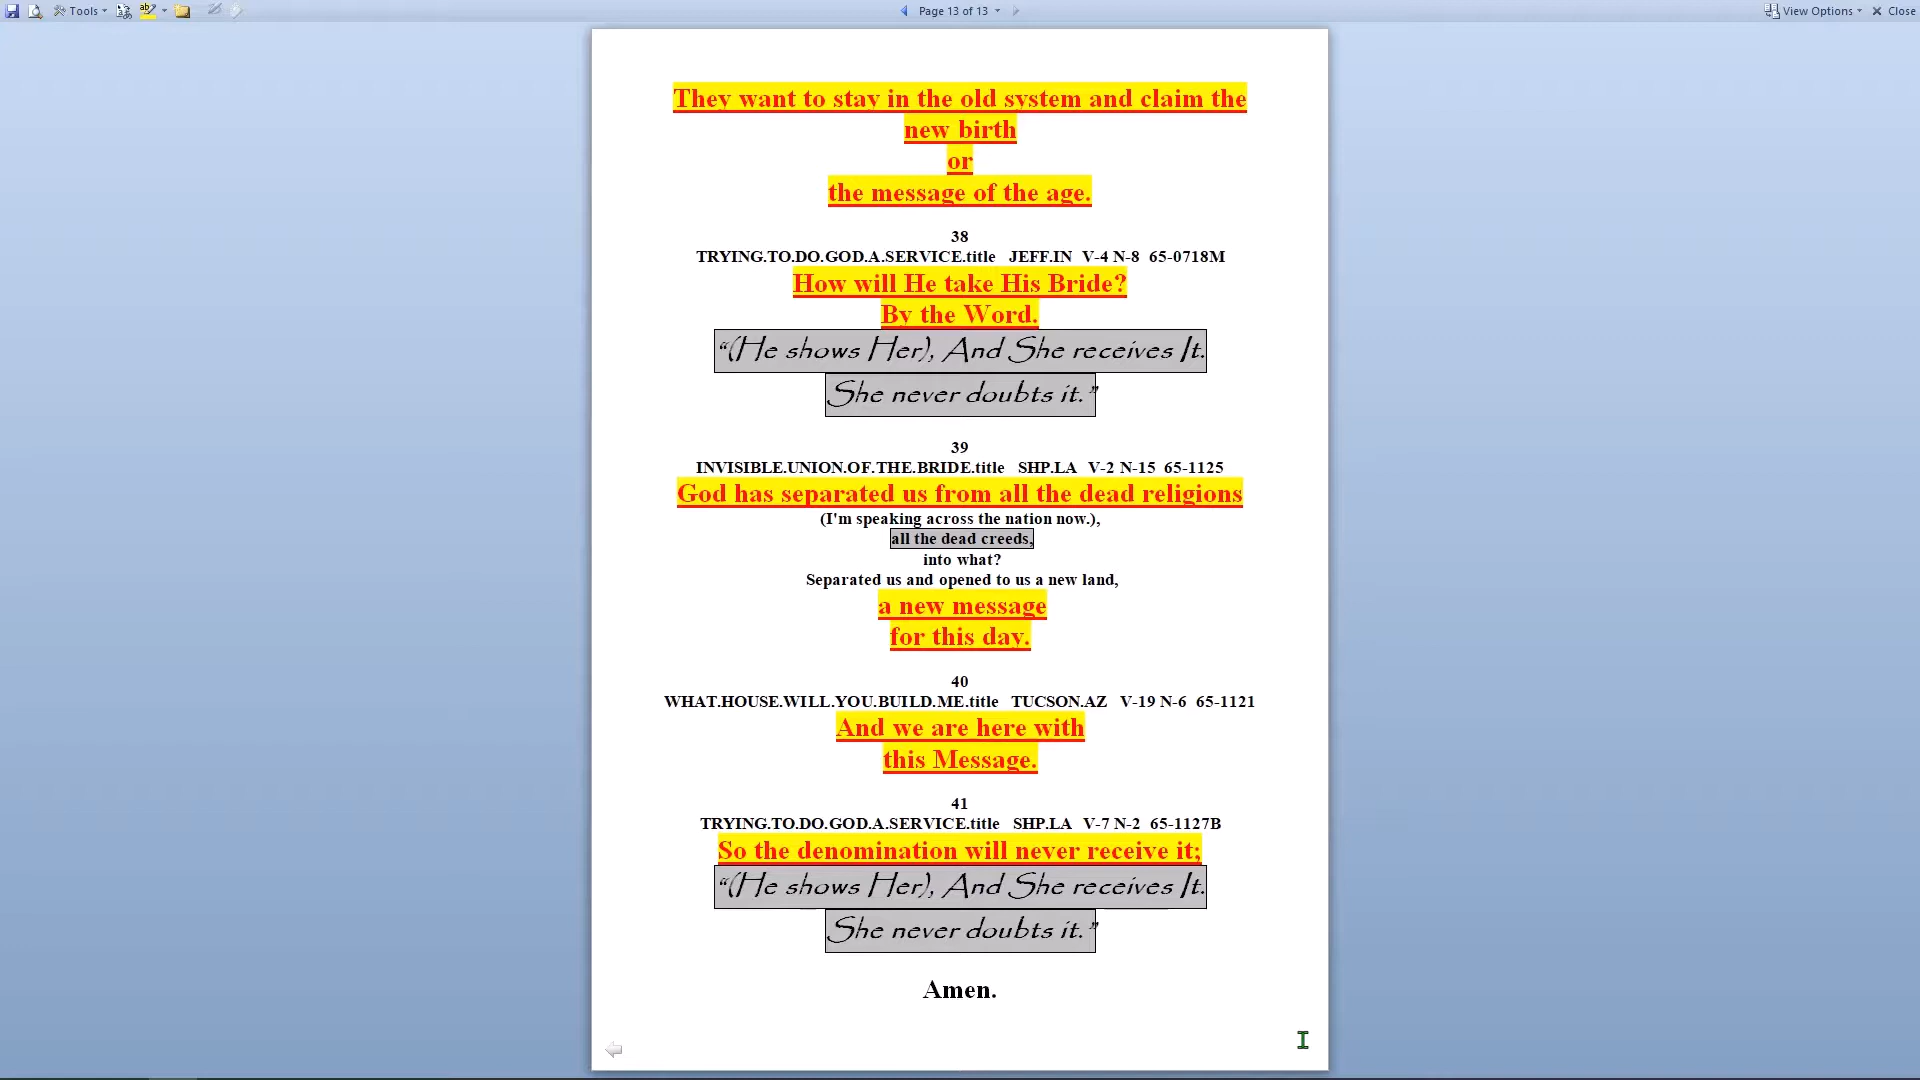 Tools
Page 13 of 13
View Options
Close
They want to stay in the old system and claim the
new birth
or
the message of the age.
38
TRYING.TO.DO.GOD.A.SERVICE.title JEFF.IN V-4 N-8 65-0718M
How will He take His Bride?
By the Word.
“(He shows Her), And She receives It.
She never doubts it.”
39
INVISIBLE.UNION.OF.THE.BRIDE.title SHP.LA V-2 N-15 65-1125
God has separated us from all the dead religions
(I'm speaking across the nation now.),
all the dead creeds,
into what?
Separated us and opened to us a new land,
a new message
for this day.
40
WHAT.HOUSE.WILL.YOU.BUILD.ME.title TUCSON.AZ V-19 N-6 65-1121
And we are here with
this Message.
41
TRYING.TO.DO.GOD.A.SERVICE.title SHP.LA V-7 N-2 65-1127B
So the denomination will never receive it;
“(He shows Her), And She receives It.
She never doubts it.”
Amen.